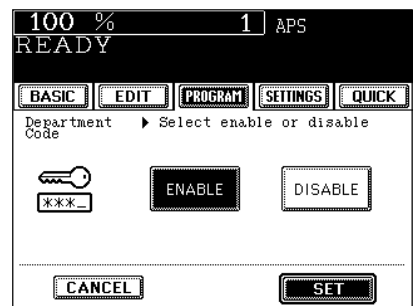 100 % 1 APS
READY
BASIC EDIT PROGRAM SETTINGS QUICK
Department Code ▶ Select enable or disable
***_
ENABLE DISABLE
CANCEL SET